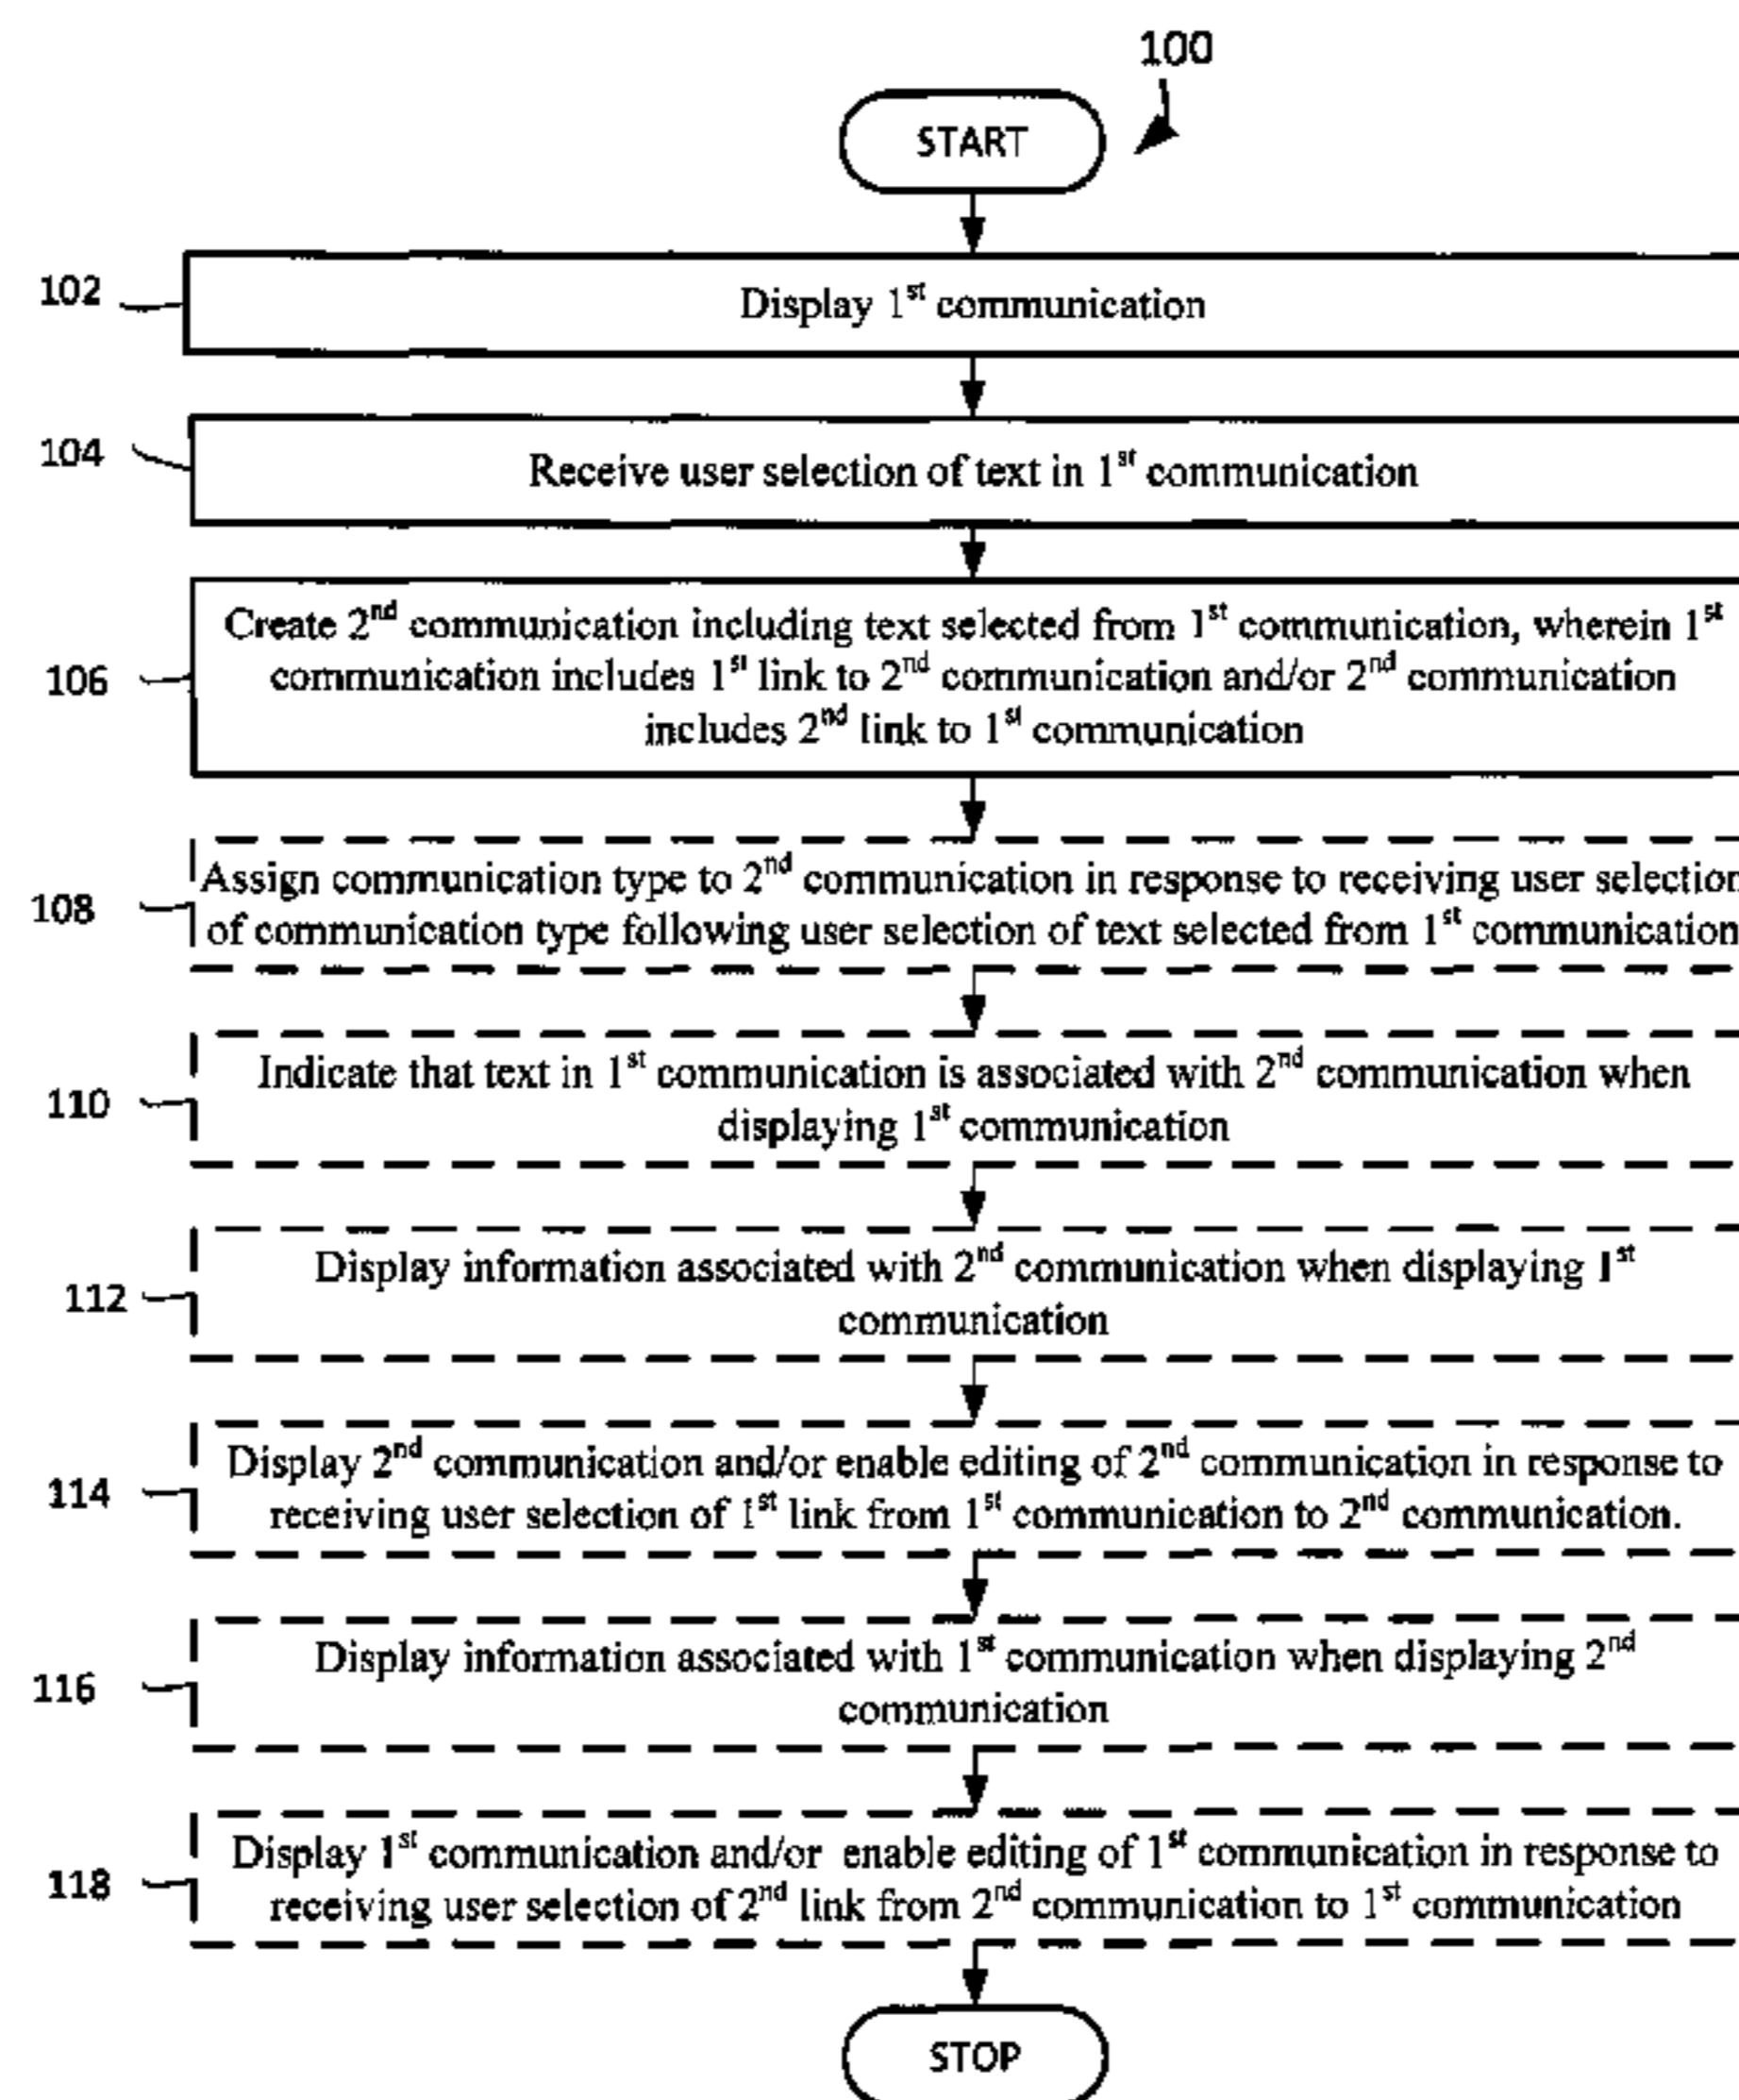 100
START
102
Display 1st communication
104
Receive user selection of text in 1st communication
106
Create 2nd communication including text selected from 1st communication, wherein 1st
communication includes 1st link to 2nd communication and/or 2nd communication
includes 2nd link to 1st communication
108
Assign communication type to 2nd communication in response to receiving user selection
of communication type following user selection of text selected from 1st communication
110
Indicate that text in 1st communication is associated with 2nd communication when
displaying 1st communication
112
Display information associated with 2nd communication when displaying 1st
communication
114
Display 2nd communication and/or enable editing of 2nd communication in response to
receiving user selection of 1st link from 1st communication to 2nd communication.
116
Display information associated with 1st communication when displaying 2nd
communication
118
Display 1st communication and/or enable editing of 1st communication in response to
receiving user selection of 2nd link from 2nd communication to 1st communication
STOP